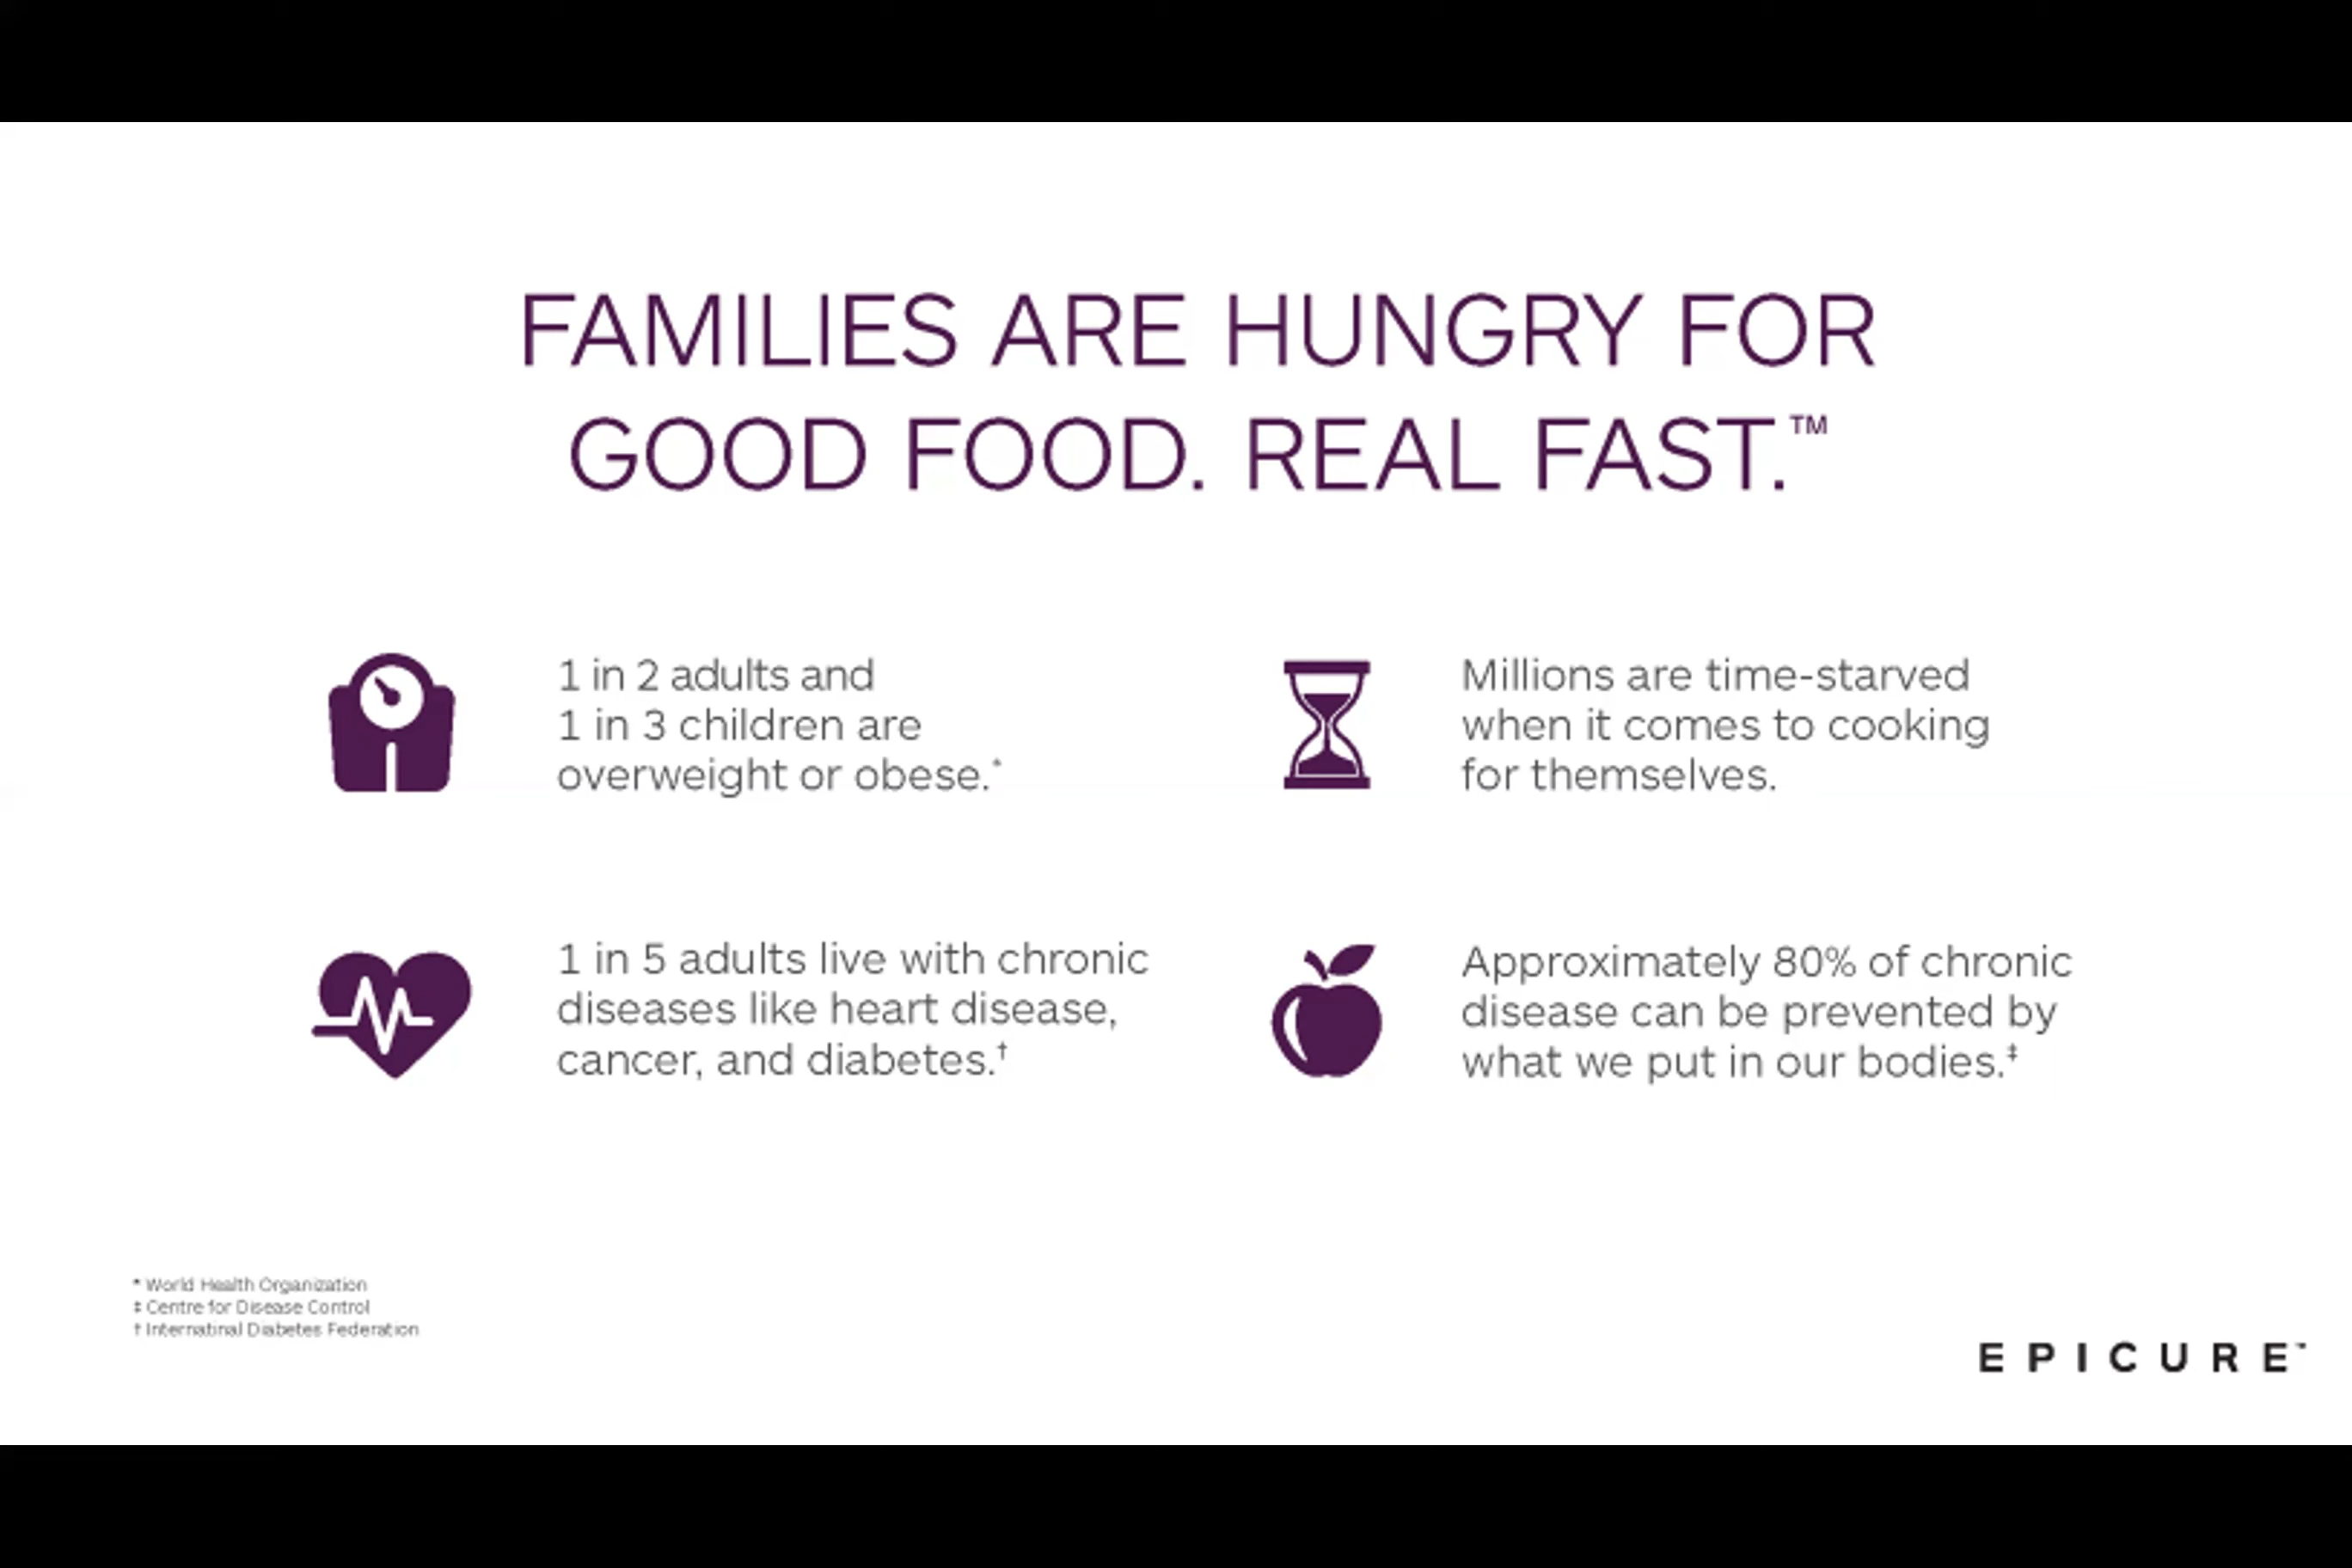 FAMILIES ARE HUNGRY FOR
GOOD FOOD. REAL FAST.™
1 in 2 adults and
1 in 3 children are
overweight or obese.*
Millions are time-starved
when it comes to cooking
for themselves.
1 in 5 adults live with chronic
diseases like heart disease,
cancer, and diabetes.†
Approximately 80% of chronic
disease can be prevented by
what we put in our bodies.‡
* World Health Organization
‡ Centre for Disease Control
† Internatinal Diabetes Federation
EPICURE™